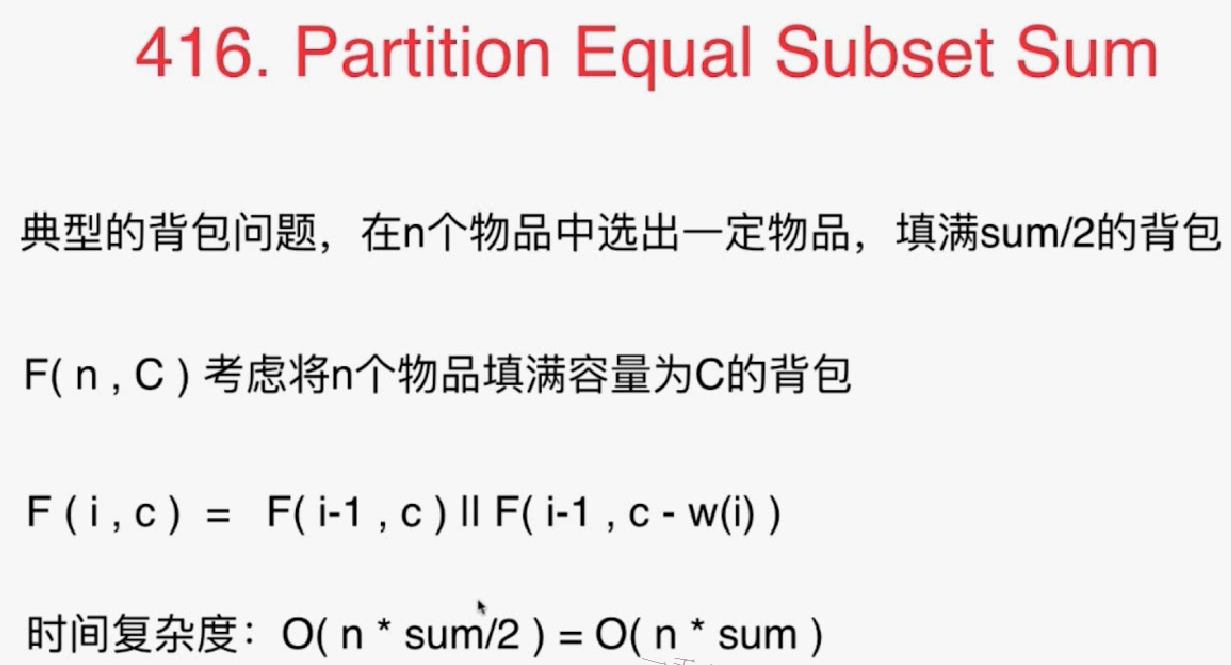 416. Partition Equal Subset Sum
典型的背包问题，在n个物品中选出一定物品，填满sum/2的背包
F( n , C ) 考虑将n个物品填满容量为C的背包
F ( i , c ) = F( i-1 , c ) || F( i-1 , c - w(i) )
时间复杂度：O( n * sum/2 ) = O( n * sum )